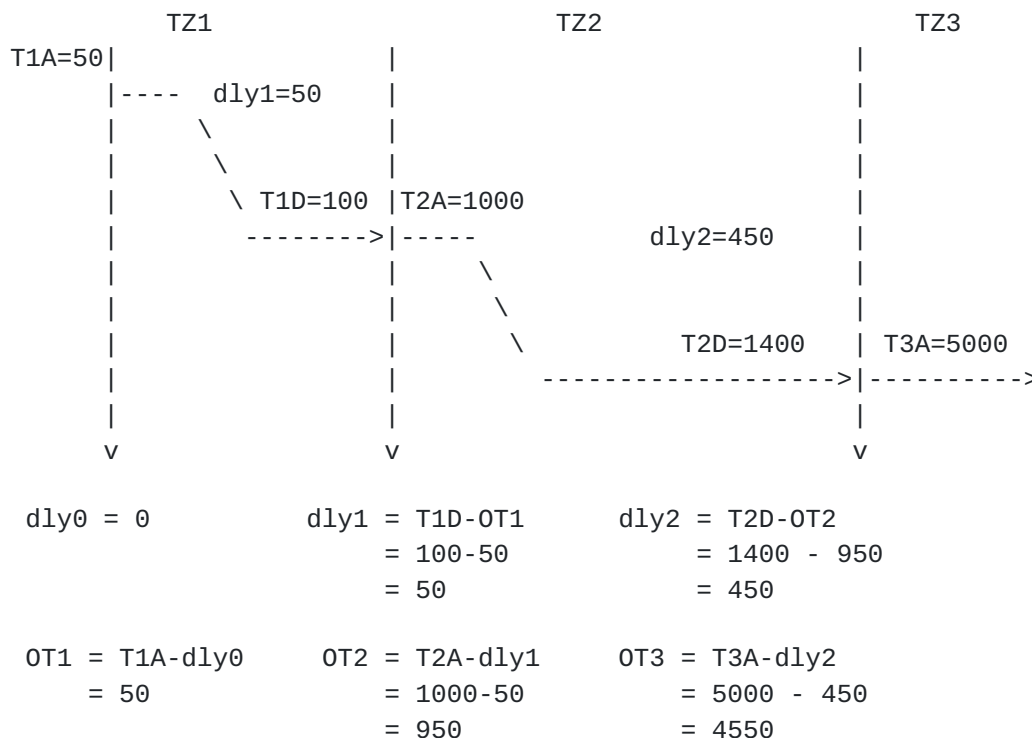 TZ1                      TZ2                    TZ3
T1A=50|                 |                             |
      |----  dly1=50    |                             |
      |     \           |                             |
      |      \          |                             |
      |       \ T1D=100 |T2A=1000                     |
      |        -------->|-----           dly2=450     |
      |                 |     \                       |
      |                 |      \                      |
      |                 |       \          T2D=1400   | T3A=5000
      |                 |         ------------------->|---------->
      |                 |                             |
      v                 v                             v
dly0 = 0          dly1 = T1D-OT1      dly2 = T2D-OT2
                       = 100-50            = 1400 - 950
                       = 50                = 450
OT1 = T1A-dly0     OT2 = T2A-dly1     OT3 = T3A-dly2
    = 50               = 1000-50          = 5000 - 450
                       = 950              = 4550